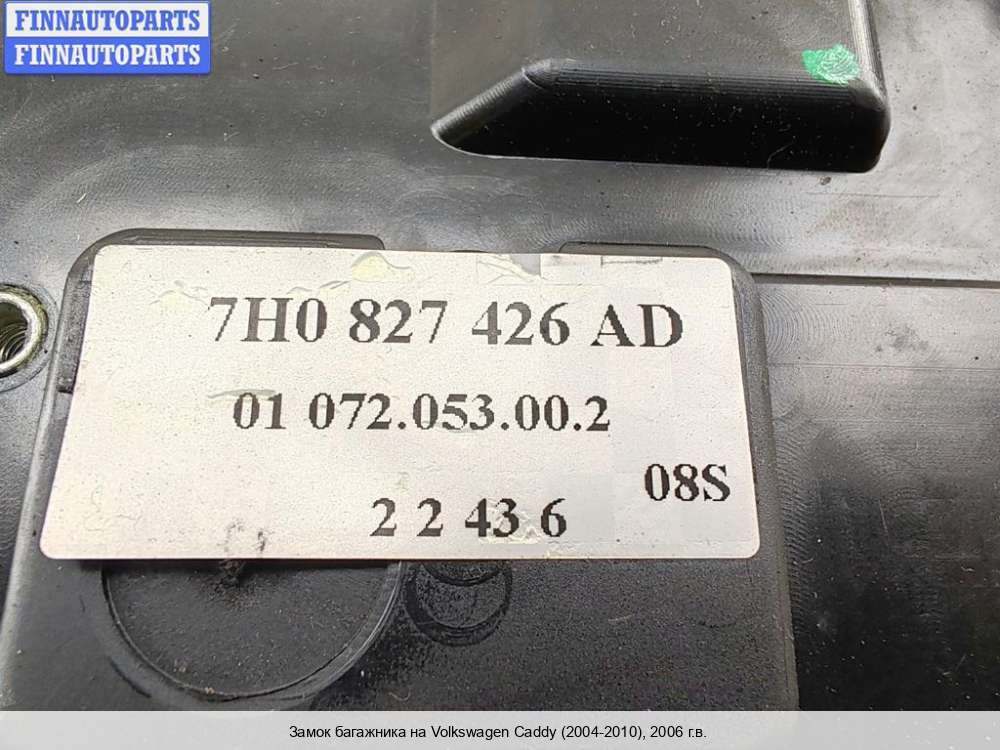 FINNAUTOPARTS
FINNAUTOPARTS
7H0 827 426 AD
01 072.053.00.2
08S
2 2 43 6
Замок багажника на Volkswagen Caddy (2004-2010), 2006 г.в.